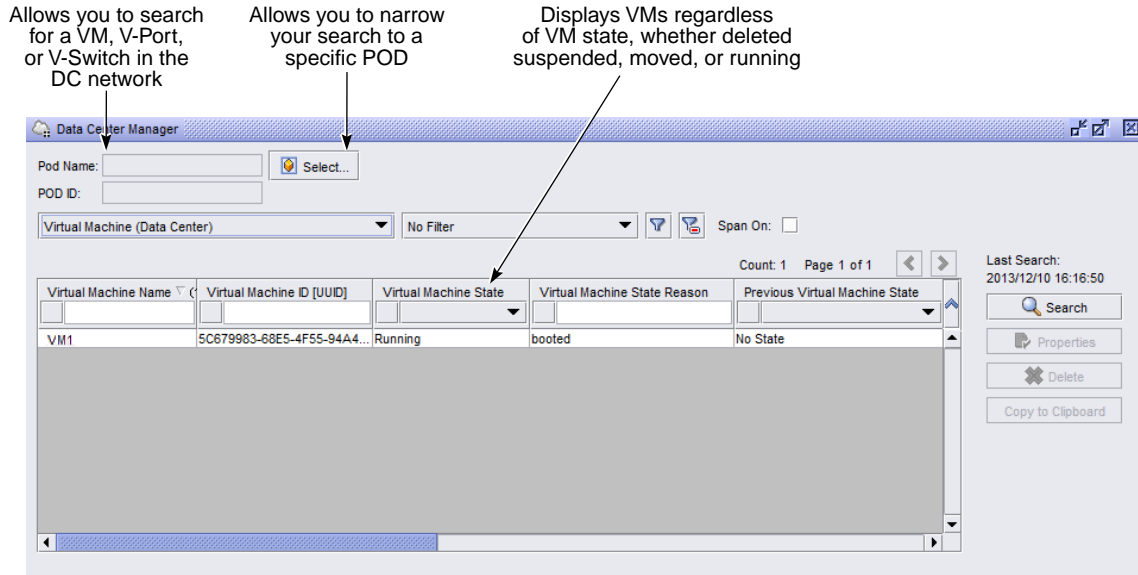 Allows you to search
for a VM, V-Port,
or V-Switch in the
DC network
Allows you to narrow
your search to a
specific POD
Displays VMs regardless
of VM state, whether deleted
suspended, moved, or running
Data Center Manager
Pod Name:
Select...
POD ID:
Virtual Machine (Data Center)
No Filter
Span On:
Count: 1 Page 1 of 1
Last Search:
2013/12/10 16:16:50
Virtual Machine Name
Virtual Machine ID [UUID]
Virtual Machine State
Virtual Machine State Reason
Previous Virtual Machine State
VM1 5C679983-68E5-4F55-94A4... Running booted No State
Search
Properties
Delete
Copy to Clipboard